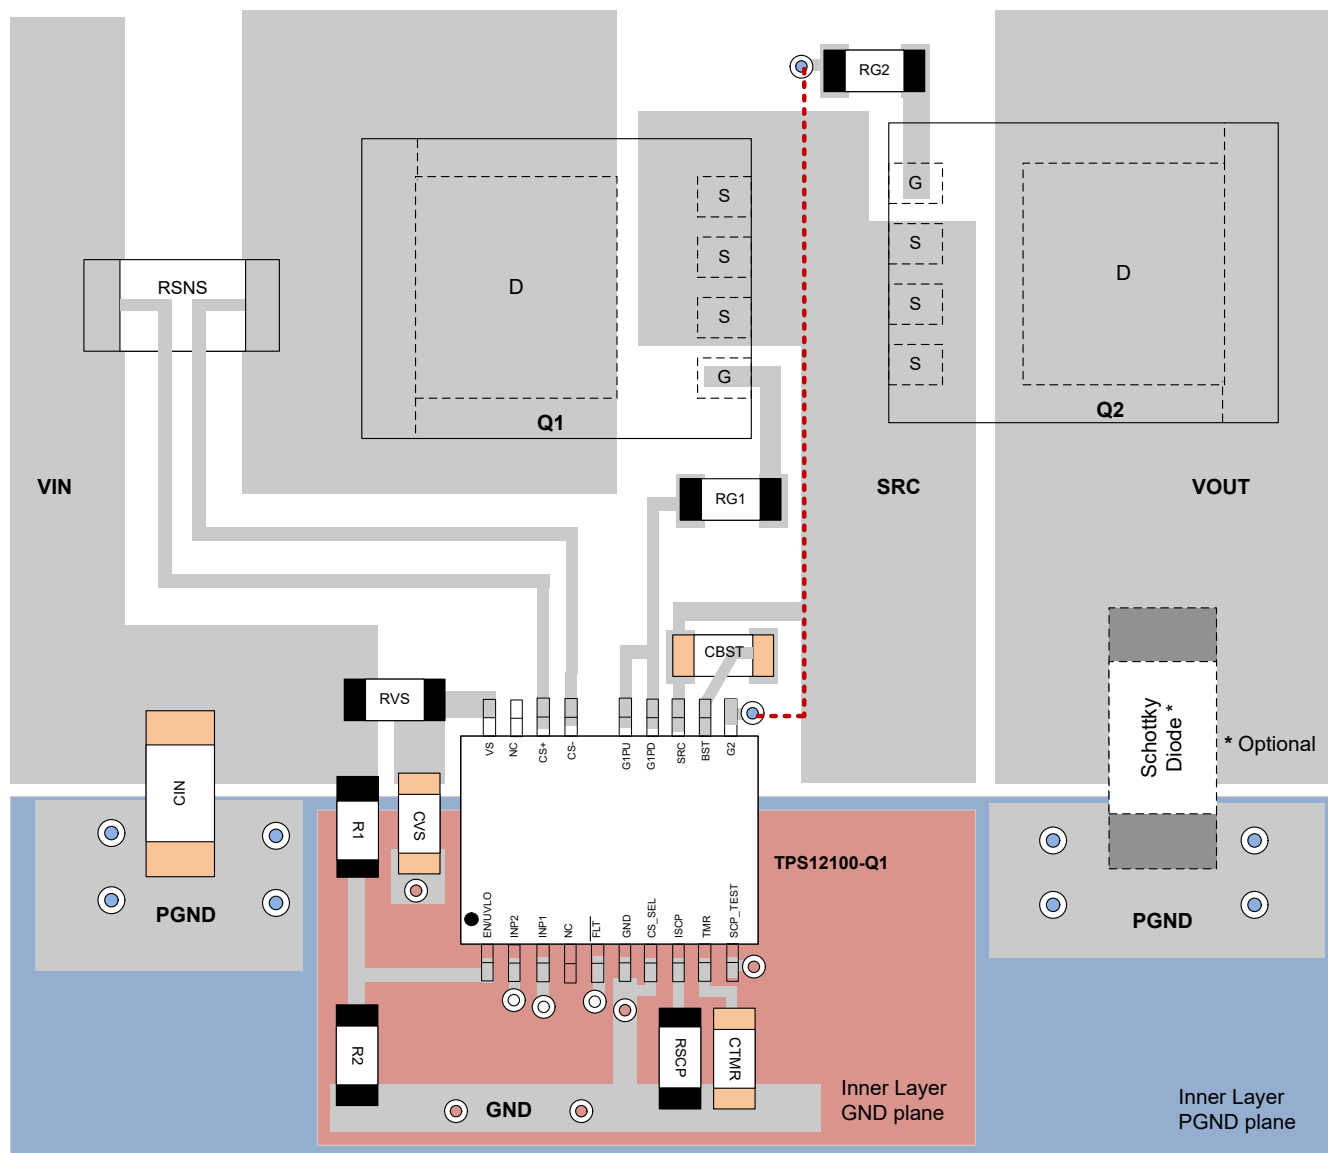 RG2
S
G
S
S
RSNS
D
D
S
S
S
G
Q2
Q1
VIN
SRC
VOUT
RG1
CBST
RVS
Schottky
Diode *
* Optional
VS
NC
CS+
CS-
G1PU
G1PD
SRC
BST
G2
CIN
R1
CVS
TPS12100-Q1
PGND
PGND
EN/UVLO
INP2
INP1
NC
FLT
GND
CS_SEL
ISCP
TMR
SCP_TEST
R2
RSCP
CTMR
GND
Inner Layer
GND plane
Inner Layer
PGND plane